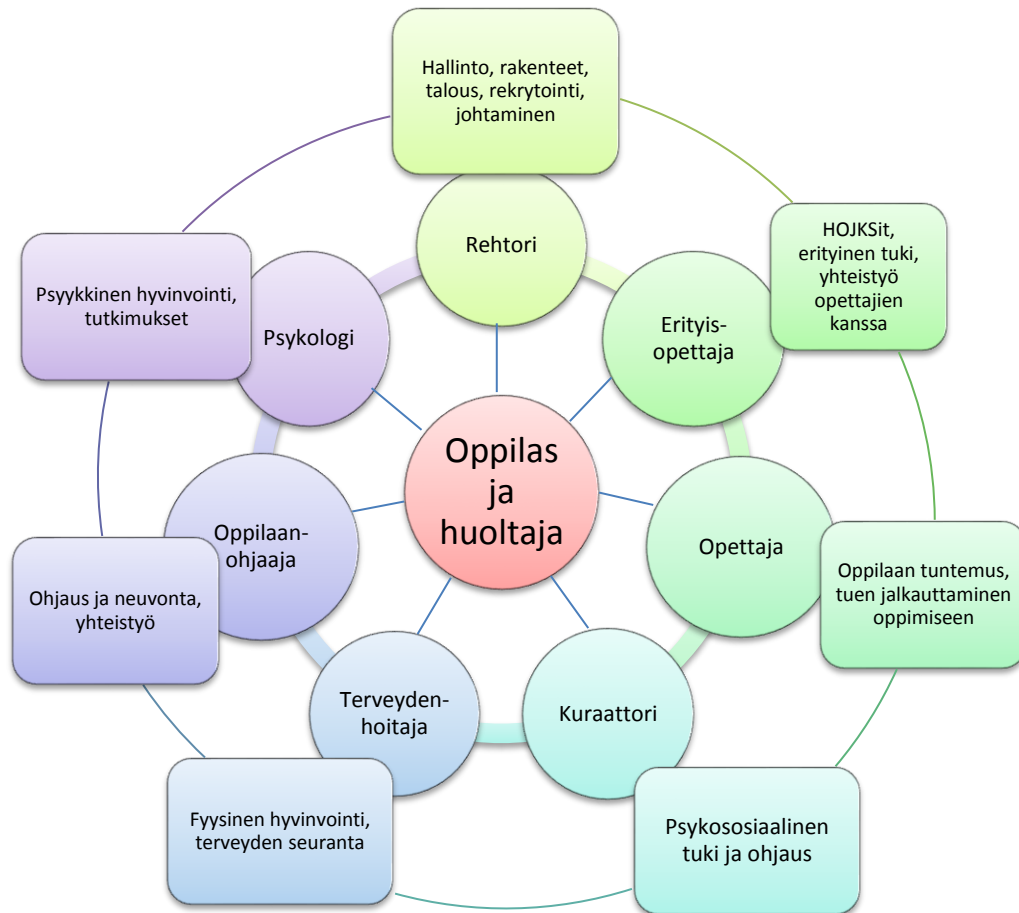 Hallinto, rakenteet,
talous, rekrytointi,
johtaminen
Rehtori
HOJKSit,
erityinen tuki,
yhteistyö
opettajien
kanssa
Erityis-
opettaja
Psyykkinen hyvinvointi,
tutkimukset
Psykologi
Oppilas
ja
huoltaja
Opettaja
Oppilaan tuntemus,
tuen jalkauttaminen
oppimiseen
Oppilaan-
ohjaaja
Ohjaus ja neuvonta,
yhteistyö
Terveyden-
hoitaja
Kuraattori
Fyysinen hyvinvointi,
terveyden seuranta
Psykososiaalinen
tuki ja ohjaus